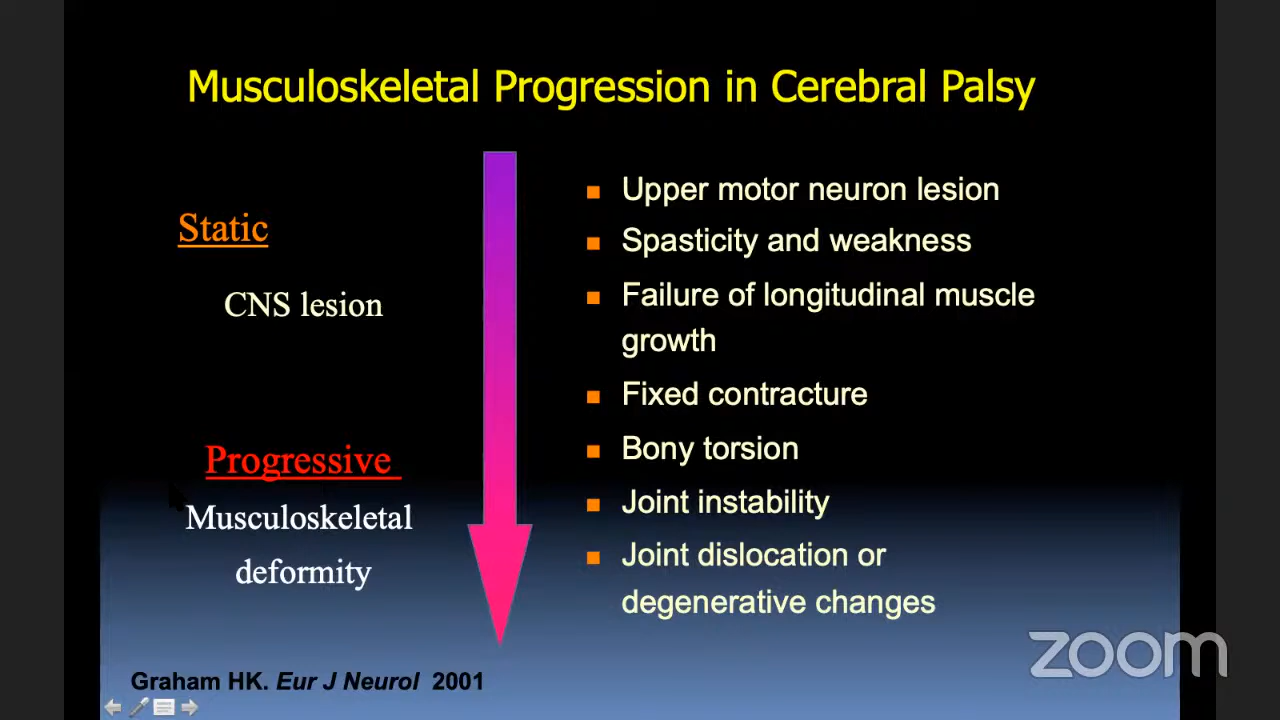 Musculoskeletal Progression in Cerebral Palsy
Static
CNS lesion
Progressive
Musculoskeletal
deformity
Upper motor neuron lesion
Spasticity and weakness
Failure of longitudinal muscle
growth
Fixed contracture
Bony torsion
Joint instability
Joint dislocation or
degenerative changes
Graham HK. Eur J Neurol 2001
zoom